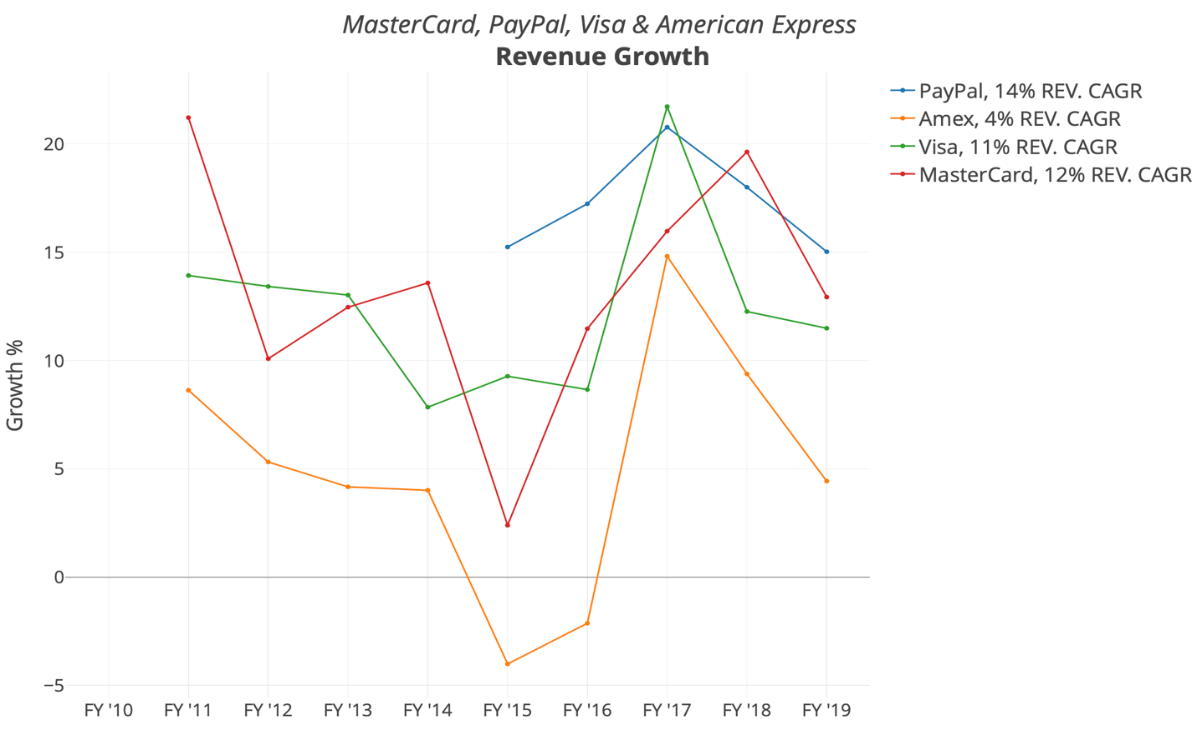 MasterCard, PayPal, Visa & American Express
Revenue Growth
PayPal, 14% REV. CAGR
Amex, 4% REV. CAGR
Visa, 11% REV. CAGR
MasterCard, 12% REV. CAGR
Growth %
20
15
10
5
0
−5
FY '10 FY '11 FY '12 FY '13 FY '14 FY '15 FY '16 FY '17 FY '18 FY '19